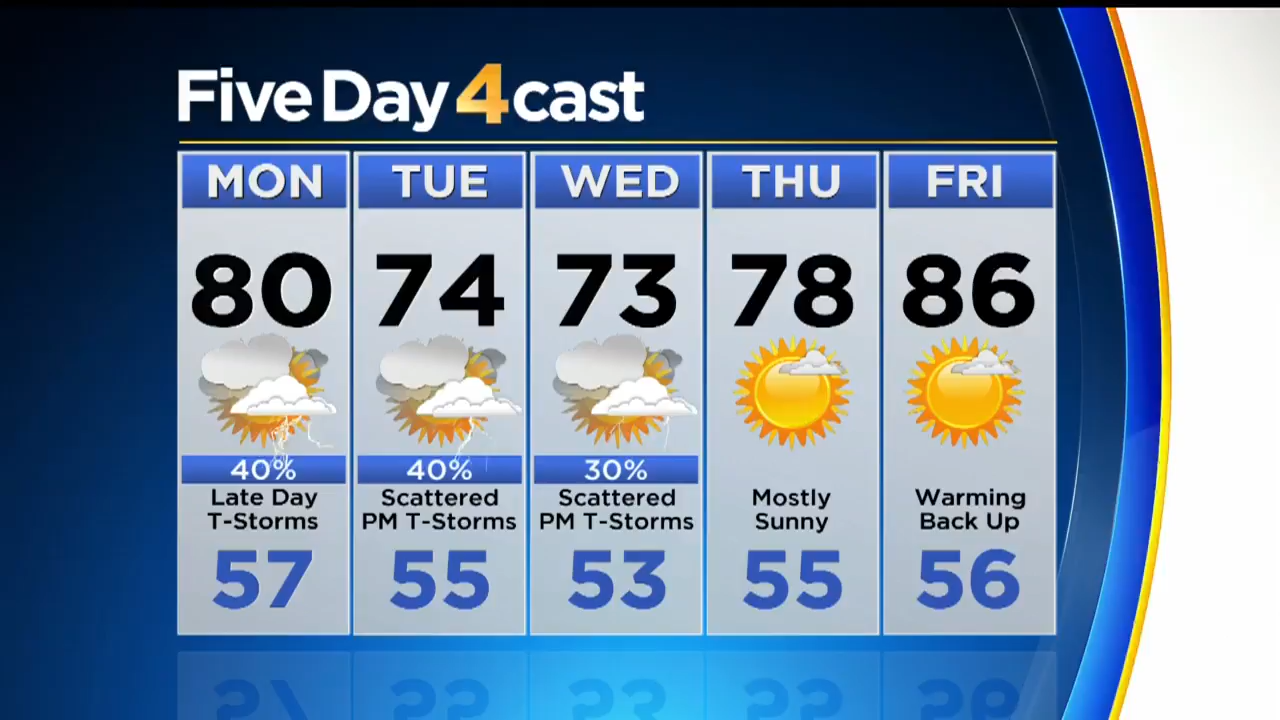 Five Day 4cast
MON TUE WED THU FRI
80 74 73 78 86
40% 40% 30%
Late Day Scattered Scattered Mostly Warming
T-Storms PM T-Storms PM T-Storms Sunny Back Up
57 55 53 55 56